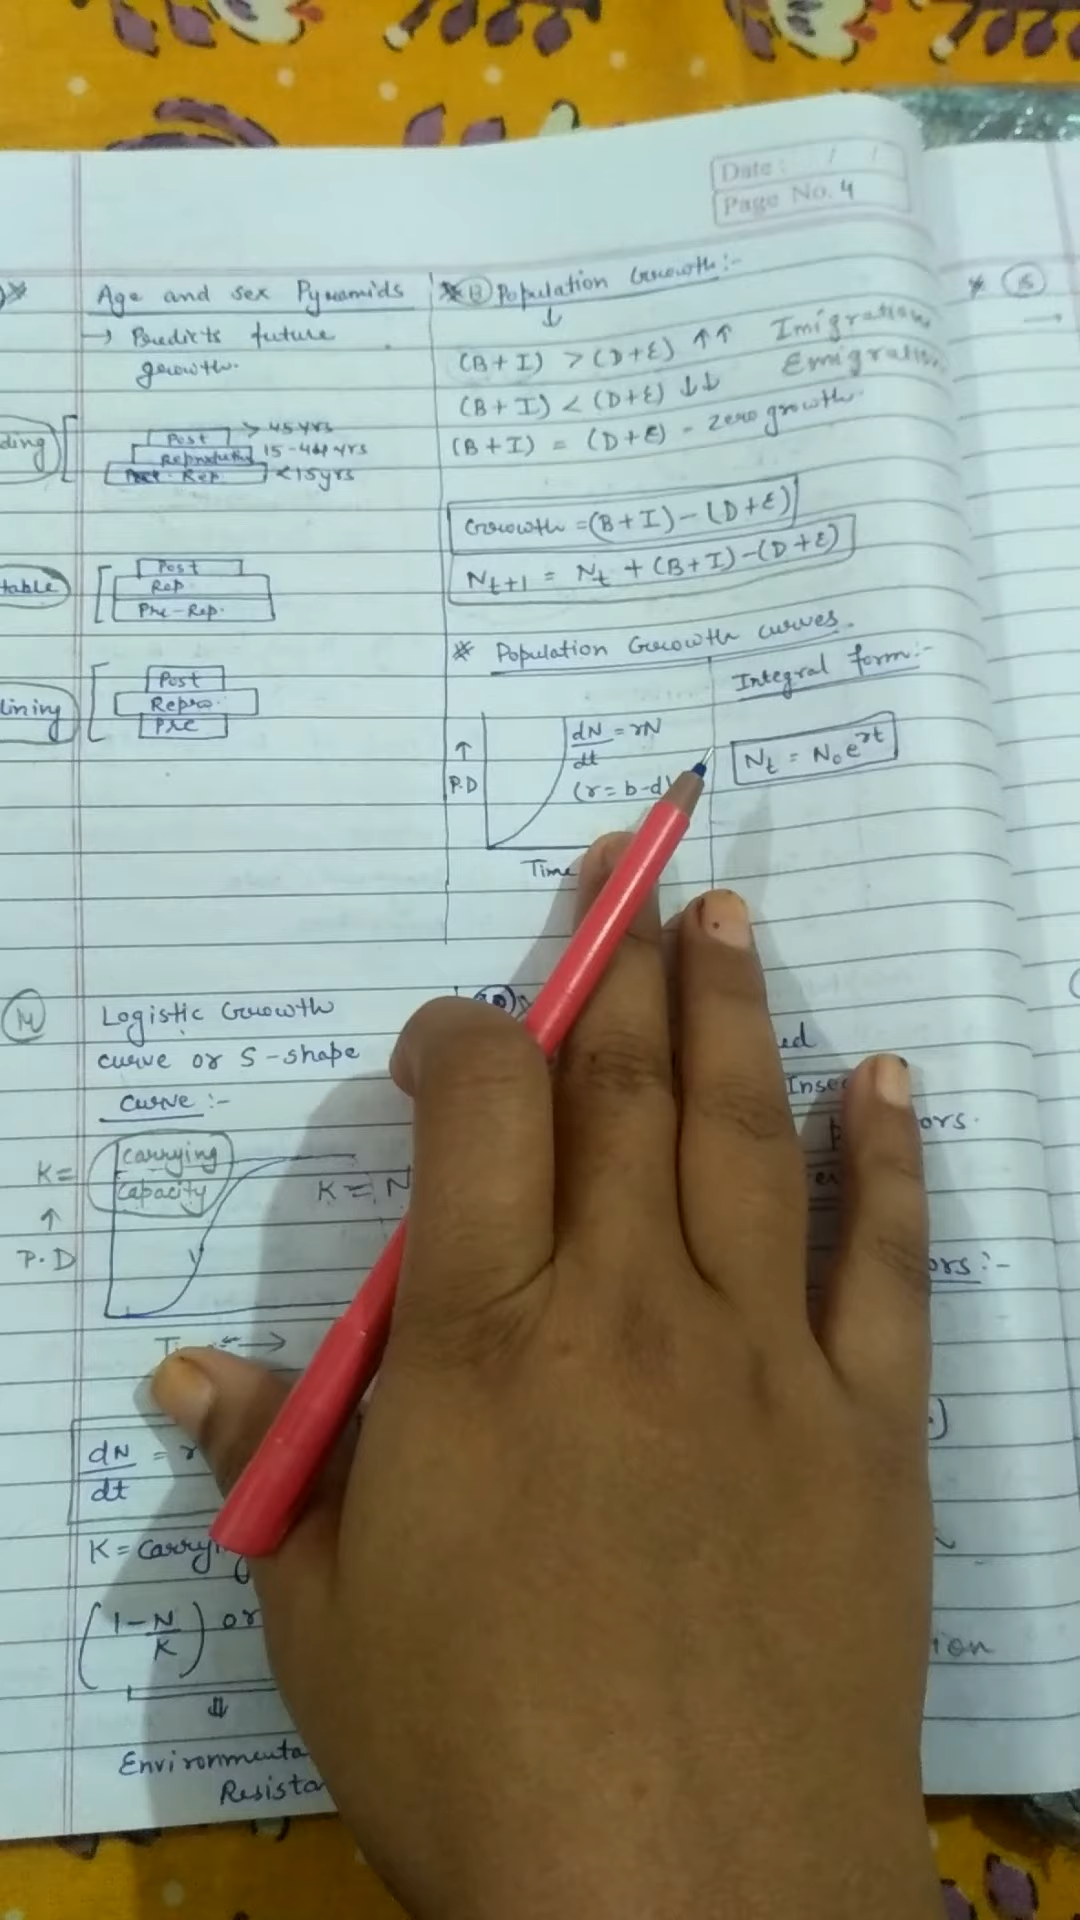 Date : / /
Page No. 4
Age and sex Pyramids
→ Predicts future
growth.
ding
Post > 45 yrs
15-44 yrs
Rep. <15yrs
table
Post
Rep
Pre-Rep.
lining
Post
Repro.
Pre
* 13 Population Growth:-
↓
(B+I) > (D+E) ↑↑ Imigration
(B+I) < (D+E) ↓↓ Emigration
(B+I) = (D+E) - zero growth.
Growth = (B+I) - (D+E)
Nt+1 = Nt + (B+I) - (D+E)
* Population Growth curves.
Integral form:-
↑
P.D
dN/dt = rN
(r = b-d)
Time
Nt = N₀ e^rt
14
Logistic Growth
curve or S-shape
curve :-
K = carrying
capacity
K = N
↑
P.D
Time →
dN/dt = r
K = Carry
(1-N/K) or
⇓
Environmenta
Resista
ed
Inse
ors.
ors :-
ion
* 15
→